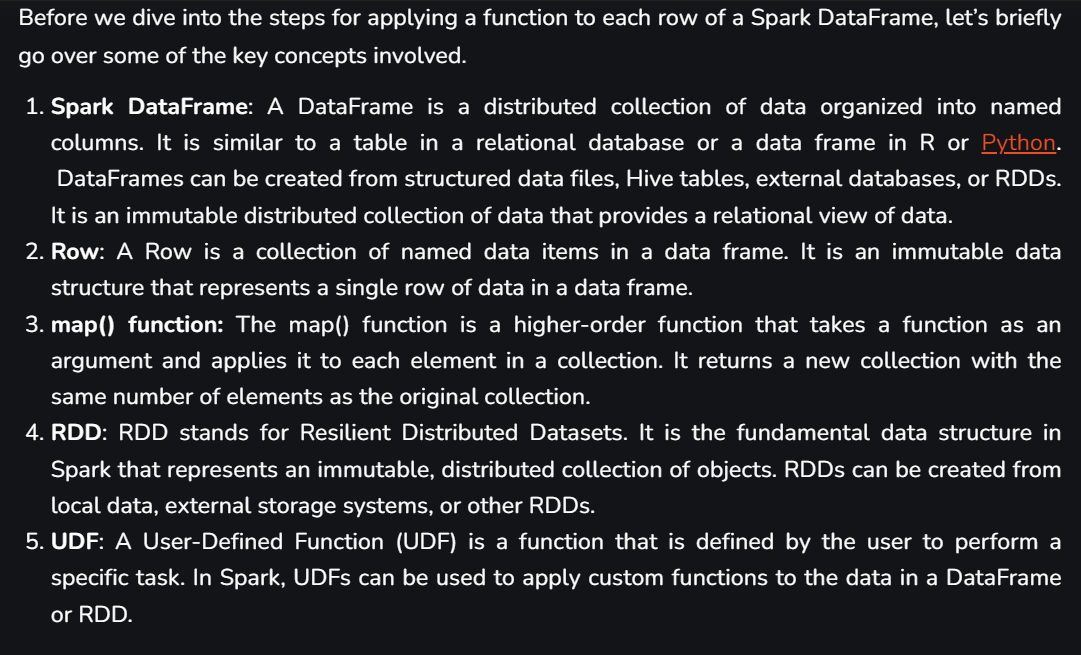 Before we dive into the steps for applying a function to each row of a Spark DataFrame, let’s briefly
go over some of the key concepts involved.
1. Spark DataFrame: A DataFrame is a distributed collection of data organized into named
columns. It is similar to a table in a relational database or a data frame in R or Python.
DataFrames can be created from structured data files, Hive tables, external databases, or RDDs.
It is an immutable distributed collection of data that provides a relational view of data.
2. Row: A Row is a collection of named data items in a data frame. It is an immutable data
structure that represents a single row of data in a data frame.
3. map() function: The map() function is a higher-order function that takes a function as an
argument and applies it to each element in a collection. It returns a new collection with the
same number of elements as the original collection.
4. RDD: RDD stands for Resilient Distributed Datasets. It is the fundamental data structure in
Spark that represents an immutable, distributed collection of objects. RDDs can be created from
local data, external storage systems, or other RDDs.
5. UDF: A User-Defined Function (UDF) is a function that is defined by the user to perform a
specific task. In Spark, UDFs can be used to apply custom functions to the data in a DataFrame
or RDD.